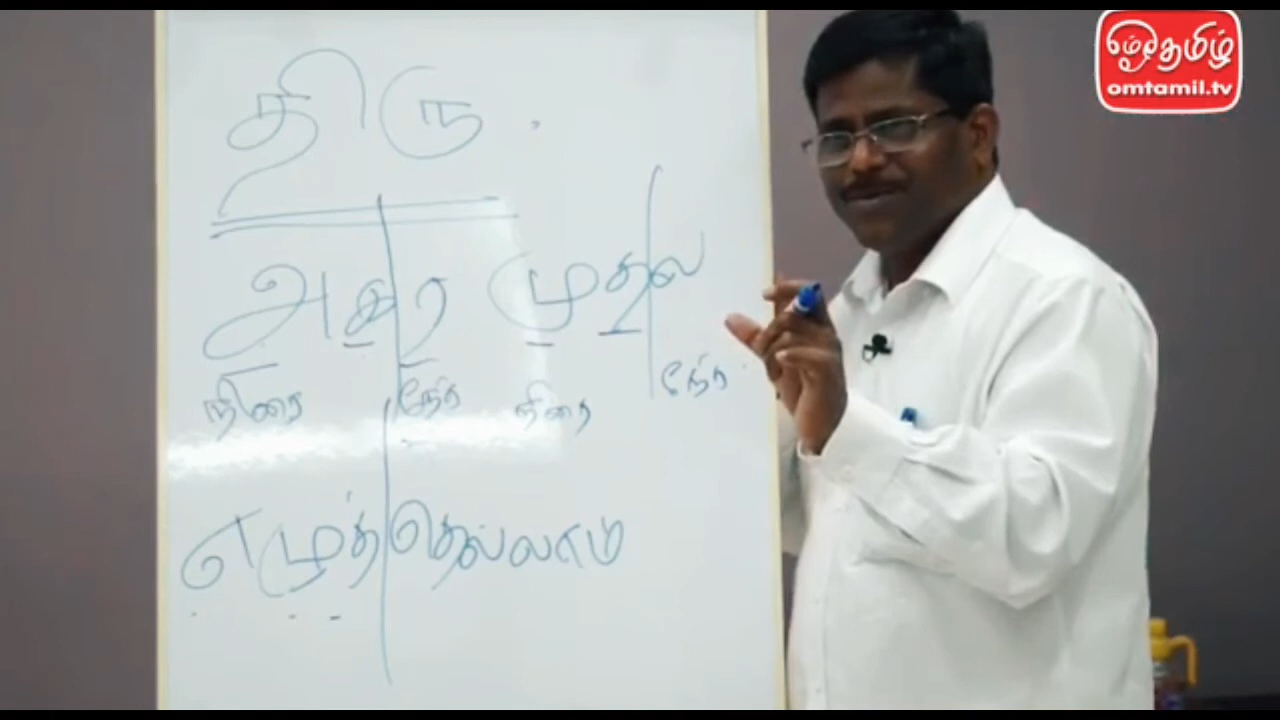 திரு
அகர முதல
நிரை நேர் நிரை நேர்
எழுத்தெல்லாம்
ஓம்தமிழ்
omtamil.tv